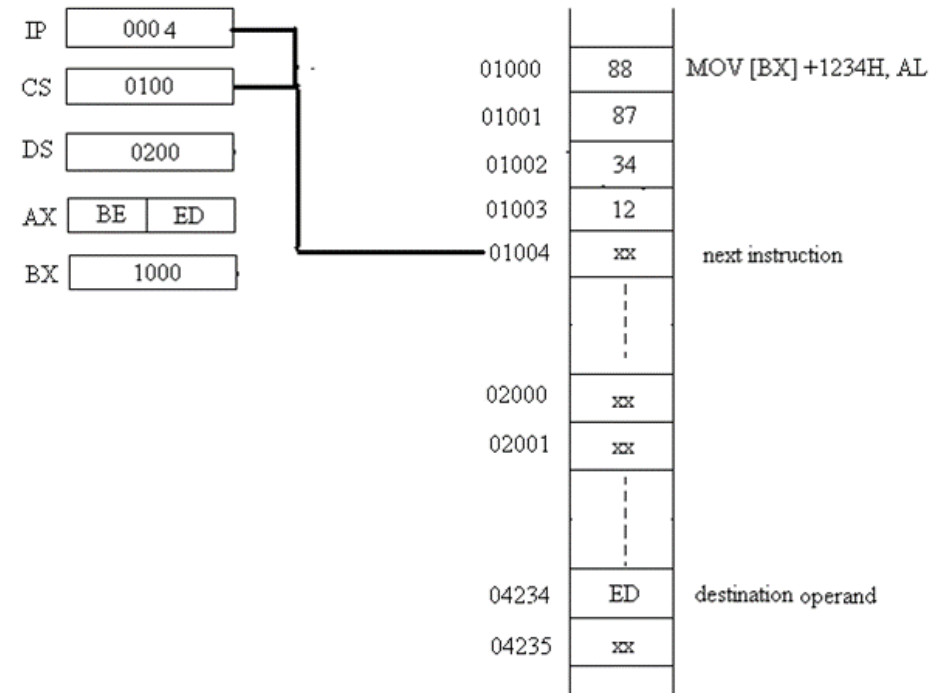 IP 0004
CS 0100
DS 0200
AX BE ED
BX 1000
01000 88 MOV [BX] +1234H, AL
01001 87
01002 34
01003 12
01004 xx next instruction
02000 xx
02001 xx
04234 ED destination operand
04235 xx